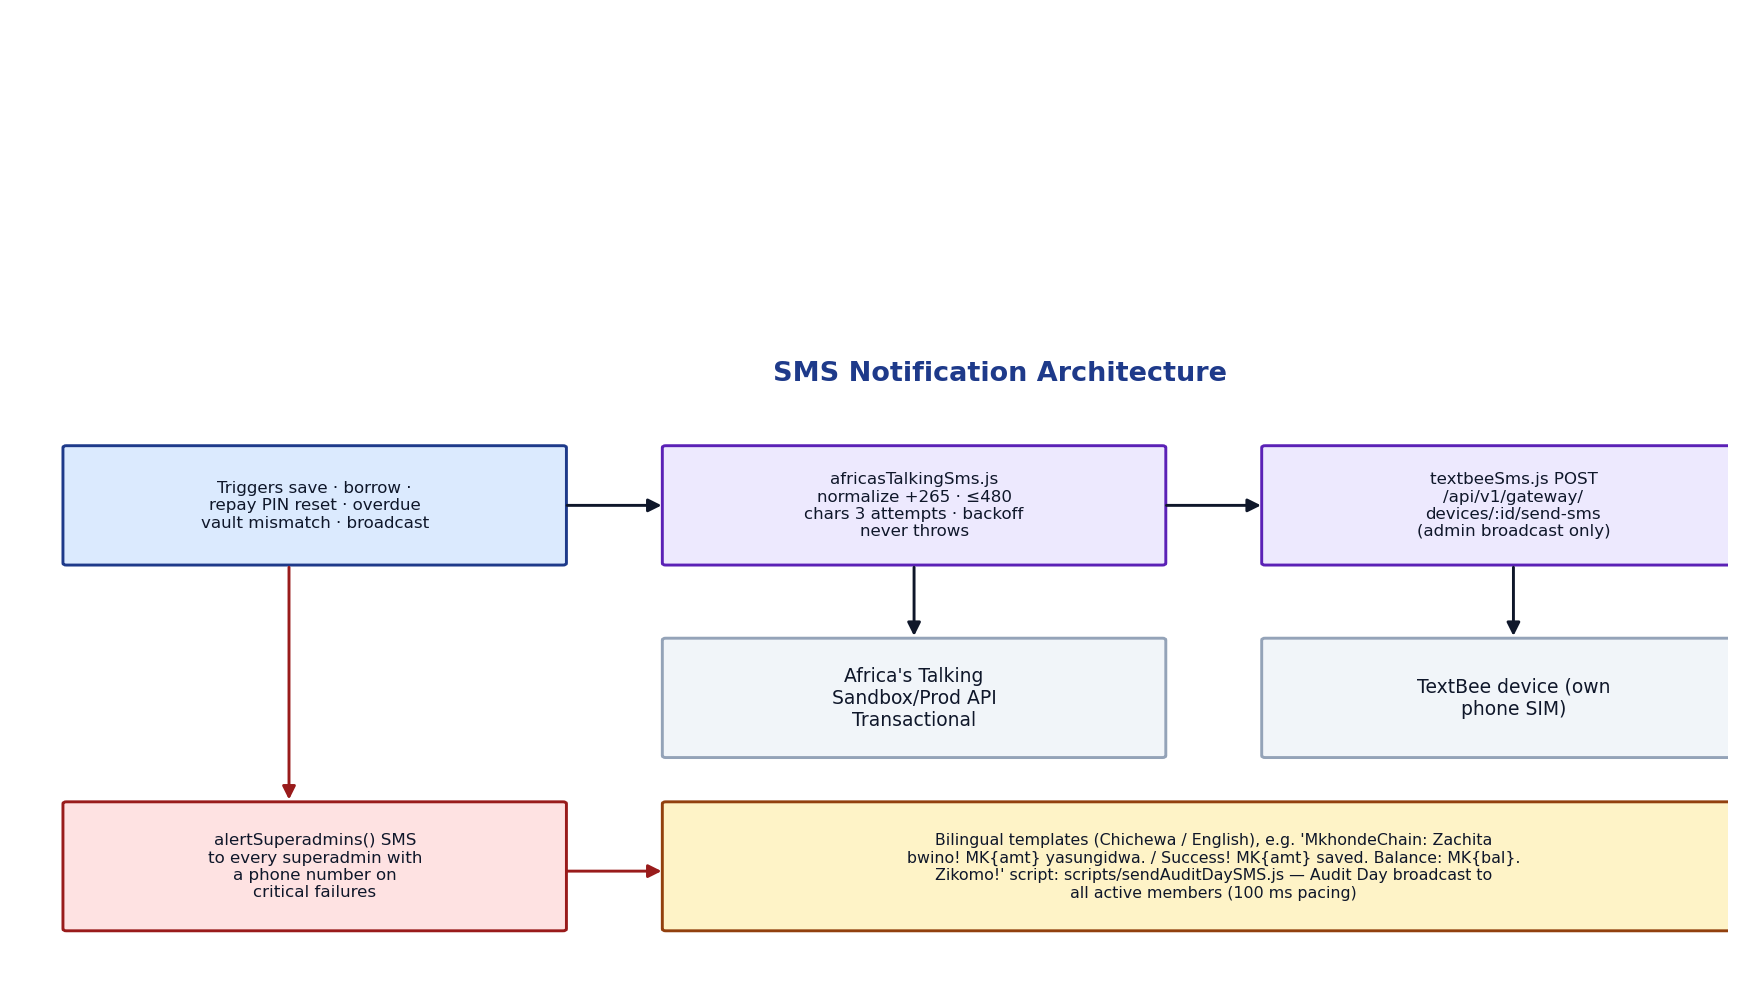 SMS Notification Architecture
Triggers save · borrow ·
repay PIN reset · overdue
vault mismatch · broadcast
africasTalkingSms.js
normalize +265 · ≤480
chars 3 attempts · backoff
never throws
textbeeSms.js POST
/api/v1/gateway/
devices/:id/send-sms
(admin broadcast only)
Africa's Talking
Sandbox/Prod API
Transactional
TextBee device (own
phone SIM)
alertSuperadmins() SMS
to every superadmin with
a phone number on
critical failures
Bilingual templates (Chichewa / English), e.g. 'MkhondeChain: Zachita
bwino! MK{amt} yasungidwa. / Success! MK{amt} saved. Balance: MK{bal}.
Zikomo!' script: scripts/sendAuditDaySMS.js — Audit Day broadcast to
all active members (100 ms pacing)